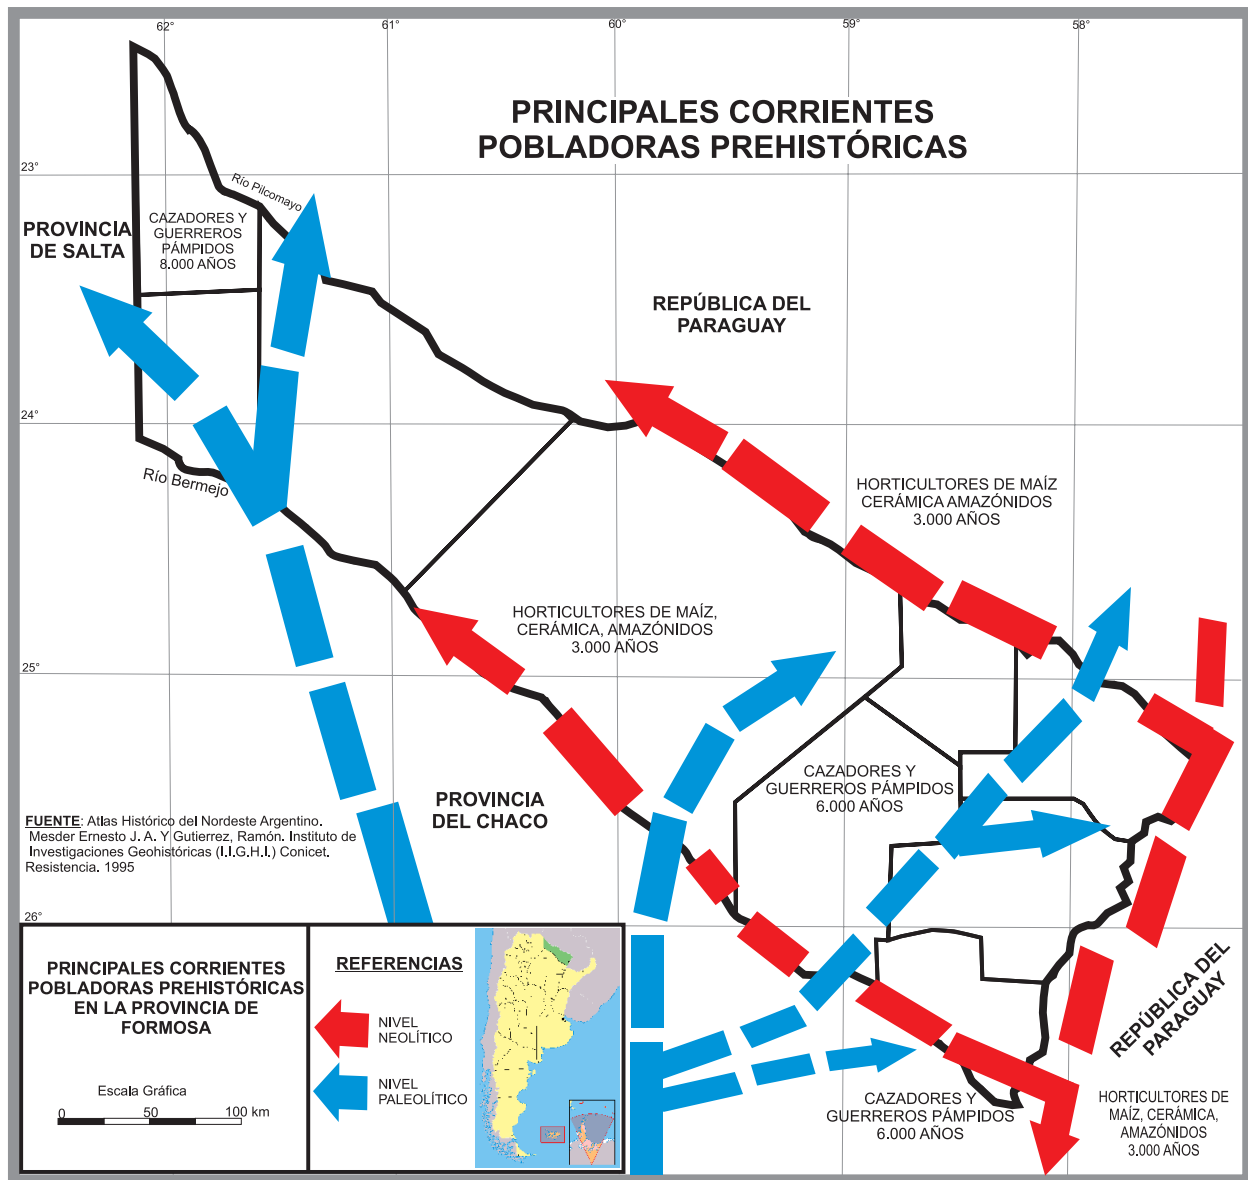 62°
61°
60°
59°
58°
PRINCIPALES CORRIENTES
POBLADORAS PREHISTÓRICAS
23°
Río Pilcomayo
PROVINCIA
DE SALTA
CAZADORES Y
GUERREROS
PÁMPIDOS
8.000 AÑOS
REPÚBLICA DEL
PARAGUAY
24°
Río Bermejo
HORTICULTORES DE MAÍZ
CERÁMICA AMAZÓNIDOS
3.000 AÑOS
HORTICULTORES DE MAÍZ,
CERÁMICA, AMAZÓNIDOS
3.000 AÑOS
25°
CAZADORES Y
GUERREROS PÁMPIDOS
6.000 AÑOS
PROVINCIA
DEL CHACO
FUENTE: Atlas Histórico del Nordeste Argentino.
Mesder Ernesto J. A. Y Gutierrez, Ramón. Instituto de
Investigaciones Geohistóricas (I.I.G.H.I.) Conicet.
Resistencia. 1995
26°
REPÚBLICA DEL
PARAGUAY
PRINCIPALES CORRIENTES
POBLADORAS PREHISTÓRICAS
EN LA PROVINCIA DE
FORMOSA
Escala Gráfica
0 50 100 km
REFERENCIAS
NIVEL
NEOLÍTICO
NIVEL
PALEOLÍTICO
CAZADORES Y
GUERREROS PÁMPIDOS
6.000 AÑOS
HORTICULTORES DE
MAÍZ, CERÁMICA,
AMAZÓNIDOS
3.000 AÑOS